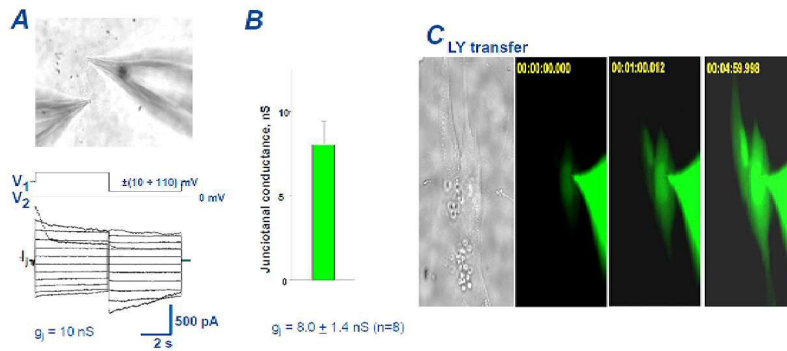 A
V1
V2
±(10 ÷ 110) mV
0 mV
Ij
gj = 10 nS
500 pA
2 s
B
Junciotanal conductance, nS
10
5
0
gj = 8.0 ± 1.4 nS (n=8)
C
LY transfer
00:00:00.000
00:01:00.012
00:04:59.998